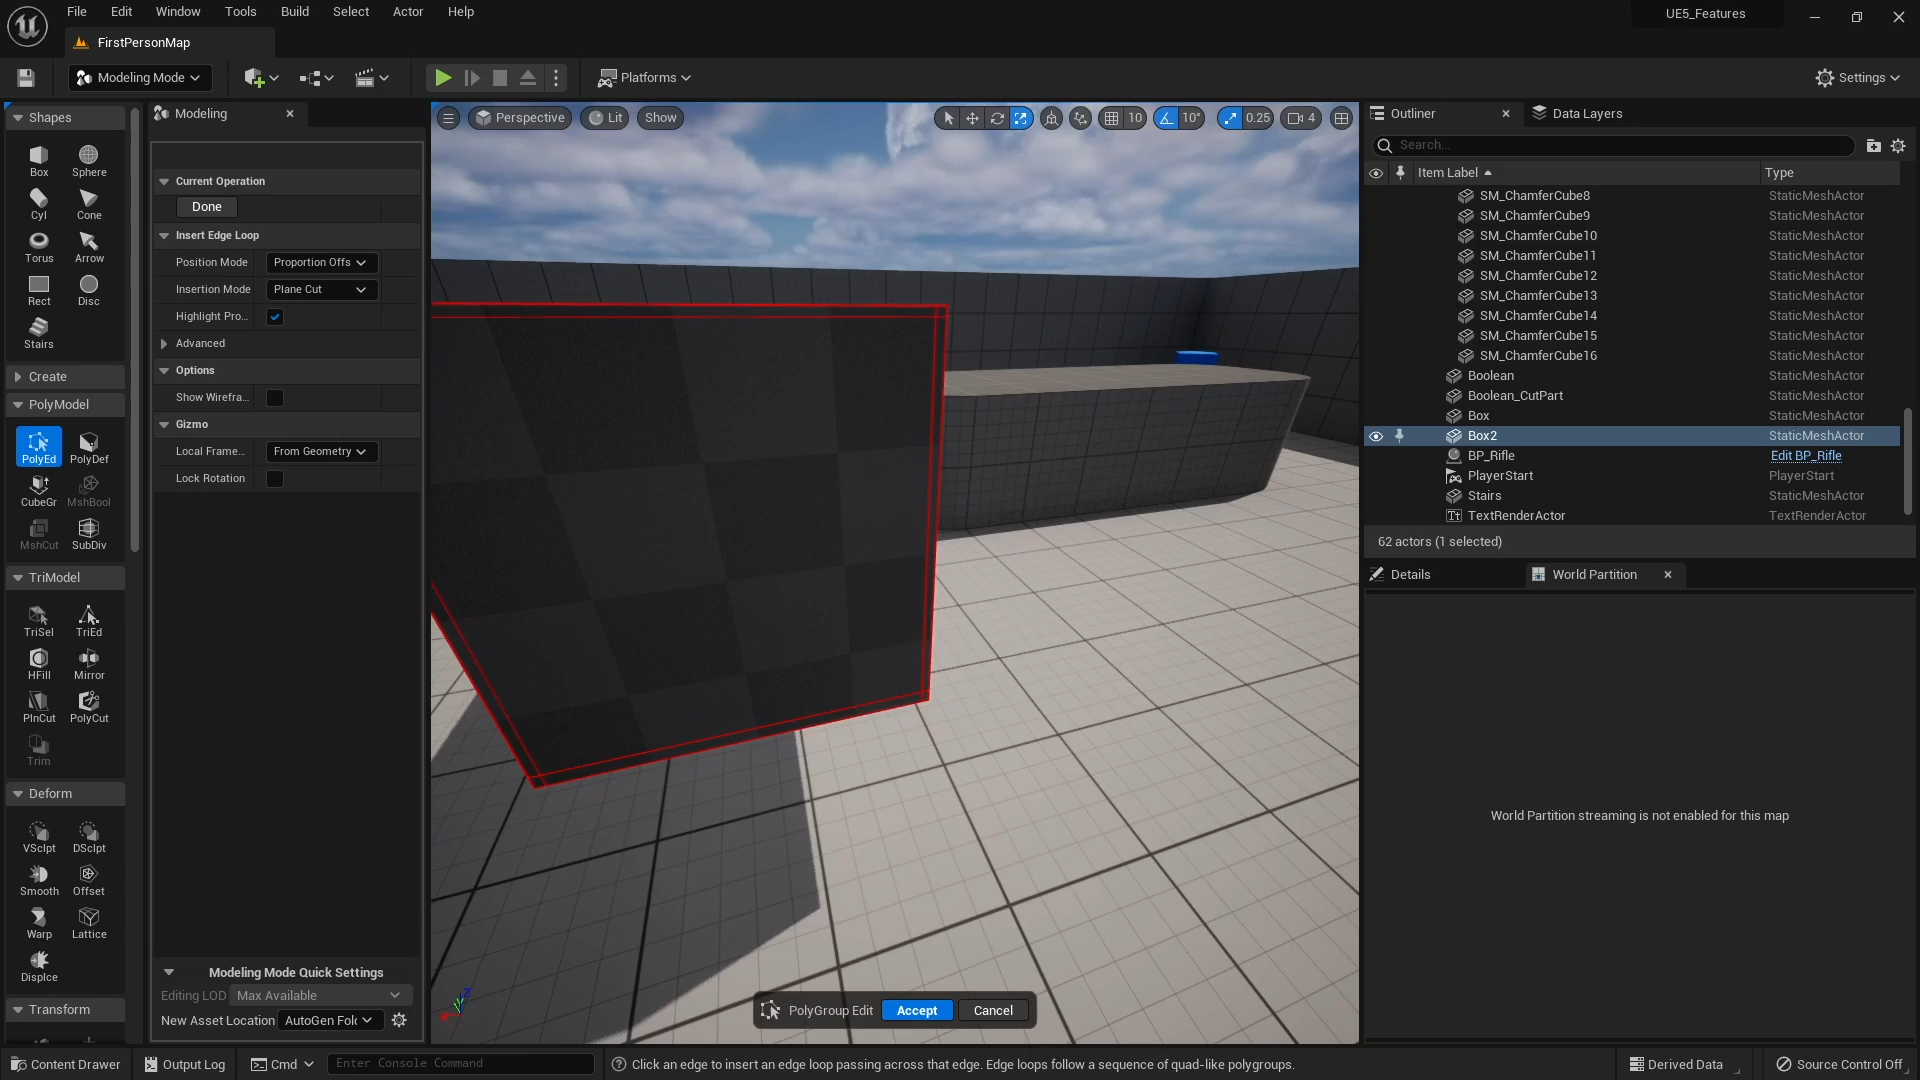 File Edit Window Tools Build Select Actor Help
UE5_Features
FirstPersonMap
Modeling Mode
Platforms
Settings
Shapes
Box Sphere
Cyl Cone
Torus Arrow
Rect Disc
Stairs
Create
PolyModel
PolyEd PolyDef
CubeGr MshBool
MshCut SubDiv
TriModel
TriSel TriEd
HFill Mirror
PlnCut PolyCut
Trim
Deform
VSclpt DSclpt
Smooth Offset
Warp Lattice
Displce
Transform
Modeling
Current Operation
Done
Insert Edge Loop
Position Mode Proportion Offs
Insertion Mode Plane Cut
Highlight Pro...
Advanced
Options
Show Wirefra...
Gizmo
Local Frame... From Geometry
Lock Rotation
Modeling Mode Quick Settings
Editing LOD Max Available
New Asset Location AutoGen Fol
Perspective Lit Show
10 10° 0.25 4
Z
PolyGroup Edit Accept Cancel
Outliner Data Layers
Search...
Item Label Type
SM_ChamferCube8 StaticMeshActor
SM_ChamferCube9 StaticMeshActor
SM_ChamferCube10 StaticMeshActor
SM_ChamferCube11 StaticMeshActor
SM_ChamferCube12 StaticMeshActor
SM_ChamferCube13 StaticMeshActor
SM_ChamferCube14 StaticMeshActor
SM_ChamferCube15 StaticMeshActor
SM_ChamferCube16 StaticMeshActor
Boolean StaticMeshActor
Boolean_CutPart StaticMeshActor
Box StaticMeshActor
Box2 StaticMeshActor
BP_Rifle Edit BP_Rifle
PlayerStart PlayerStart
Stairs StaticMeshActor
TextRenderActor TextRenderActor
62 actors (1 selected)
Details World Partition
World Partition streaming is not enabled for this map
Content Drawer Output Log Cmd Enter Console Command Click an edge to insert an edge loop passing across that edge. Edge loops follow a sequence of quad-like polygroups. Derived Data Source Control Off